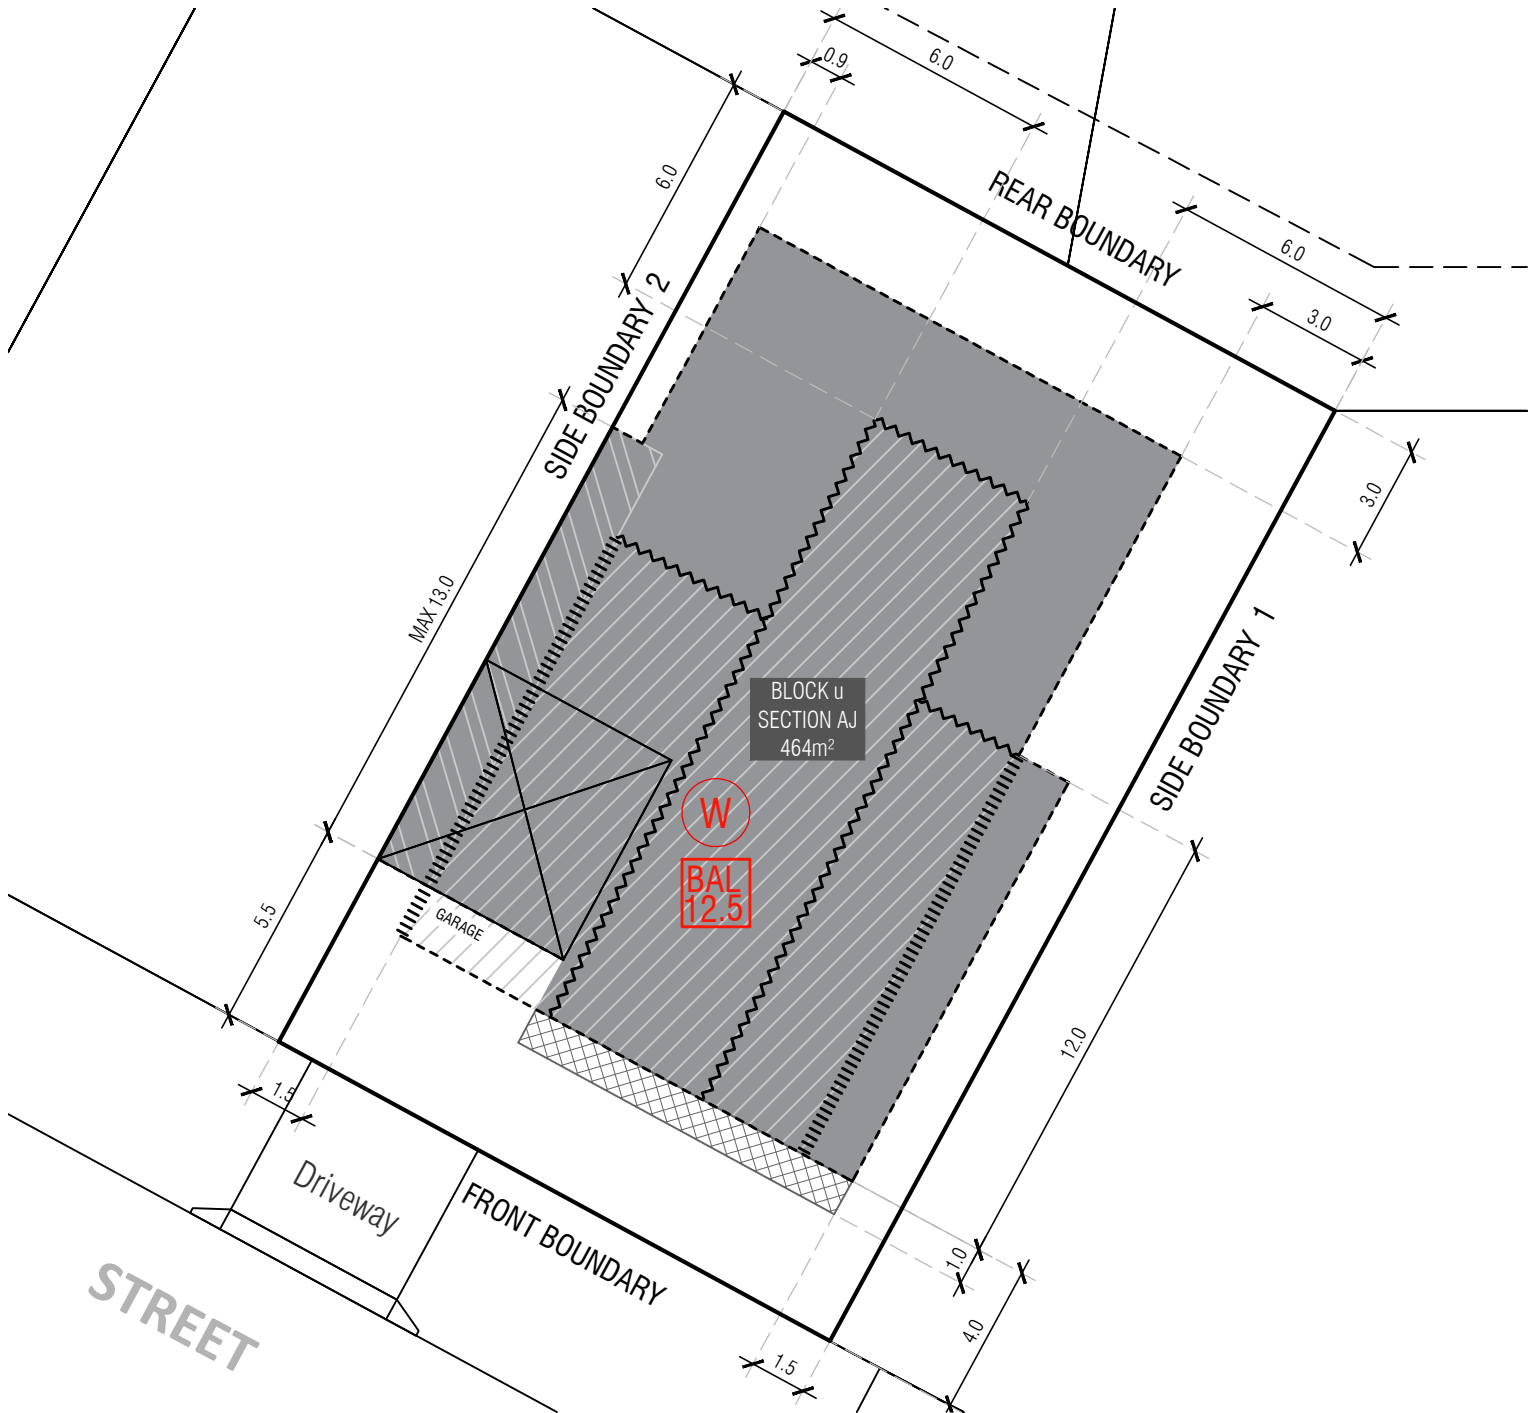 0.9
6.0
6.0
REAR BOUNDARY
6.0
3.0
SIDE BOUNDARY 2
3.0
MAX 13.0
SIDE BOUNDARY 1
BLOCK u
SECTION AJ
464m²
W
BAL
12.5
GARAGE
5.5
12.0
1.5
1.0
4.0
1.5
Driveway
FRONT BOUNDARY
STREET